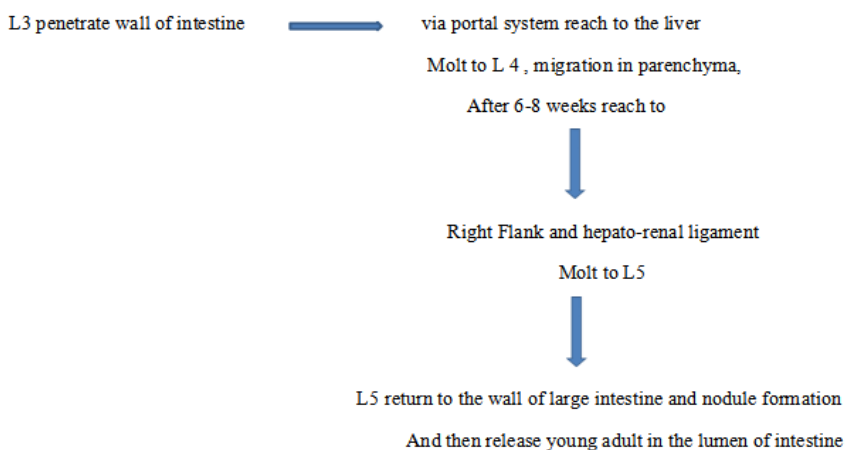 L3 penetrate wall of intestine
via portal system reach to the liver
Molt to L 4 , migration in parenchyma,
After 6-8 weeks reach to
Right Flank and hepato-renal ligament
Molt to L5
L5 return to the wall of large intestine and nodule formation
And then release young adult in the lumen of intestine